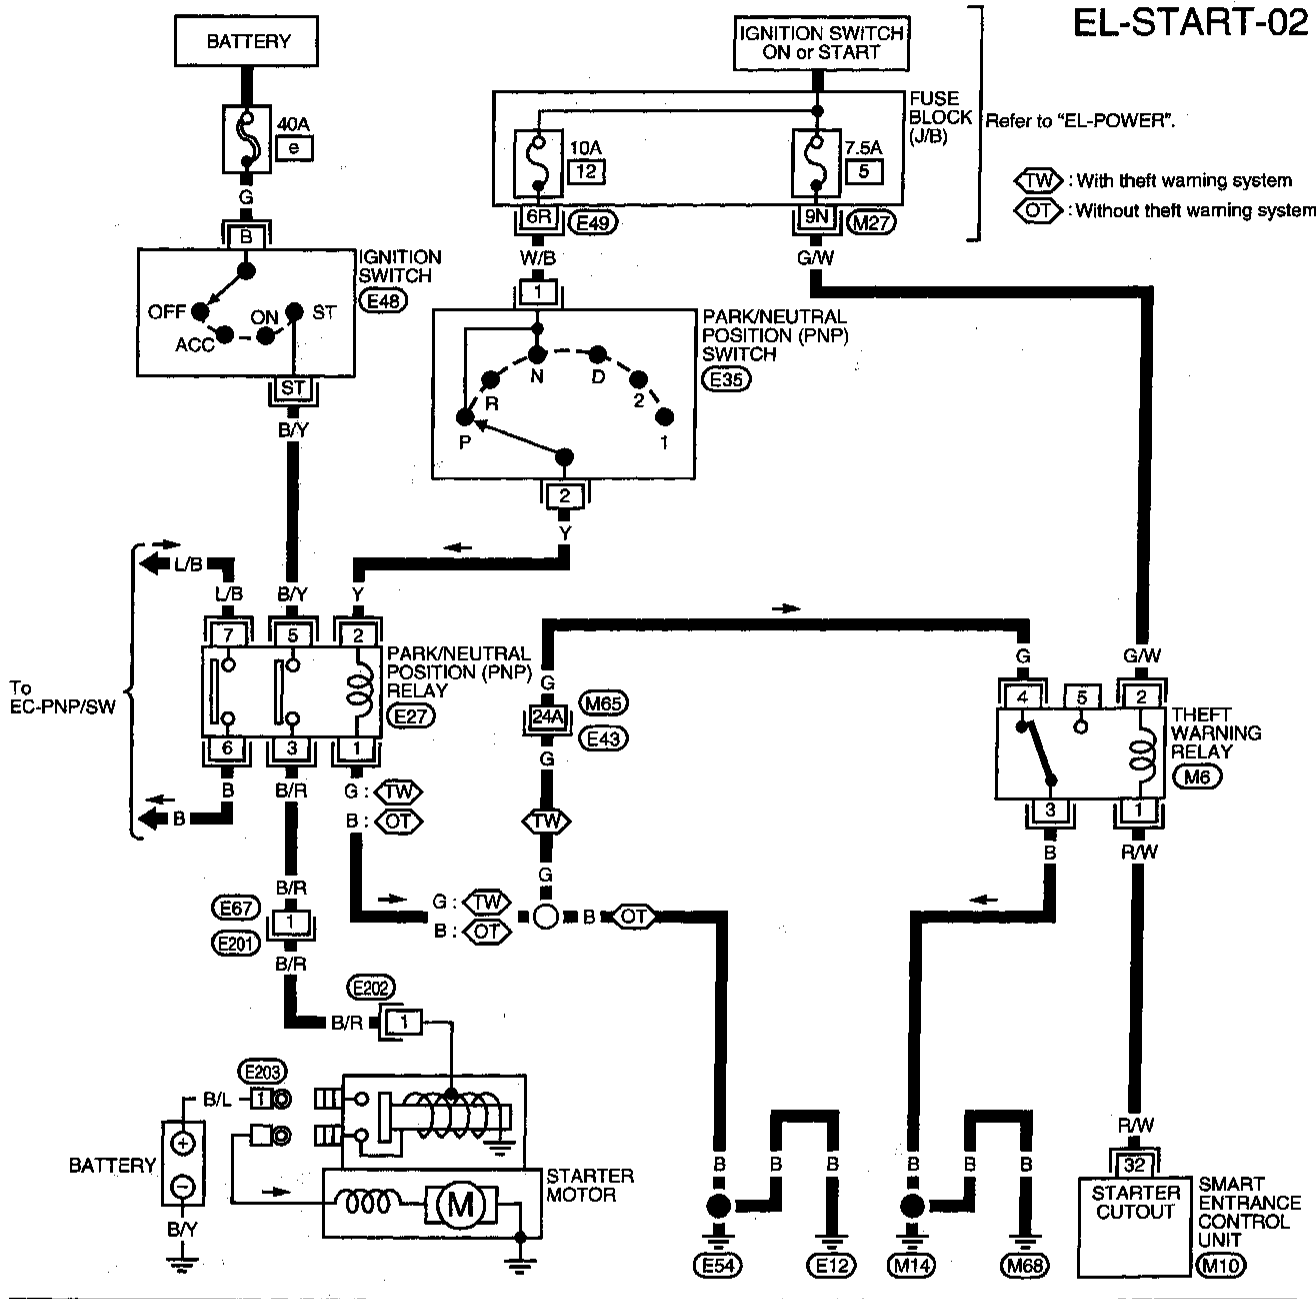 EL-START-02
BATTERY
IGNITION SWITCH
ON or START
40A
e
FUSE
BLOCK
(J/B)
Refer to "EL-POWER".
10A
12
7.5A
5
TW : With theft warning system
OT : Without theft warning system
G
B
6R
E49
9N
M27
W/B
G/W
IGNITION
SWITCH
E48
OFF
ACC
ON
ST
ST
B/Y
1
PARK/NEUTRAL
POSITION (PNP)
SWITCH
E35
P
R
N
D
2
1
2
Y
L/B
L/B
B/Y
Y
7
5
2
PARK/NEUTRAL
POSITION (PNP)
RELAY
E27
To
EC-PNP/SW
6
3
1
B
B/R
G : TW
B : OT
B
G
24A
M65
E43
G
TW
G
G
G/W
4
5
2
THEFT
WARNING
RELAY
M6
3
1
B
R/W
B/R
E67
1
E201
B/R
G : TW
B : OT
B
OT
E202
B/R
1
E203
B/L
1
BATTERY
+
−
B/Y
M
STARTER
MOTOR
B
B
B
B
B
B
R/W
32
STARTER
CUTOUT
SMART
ENTRANCE
CONTROL
UNIT
M10
E54
E12
M14
M68